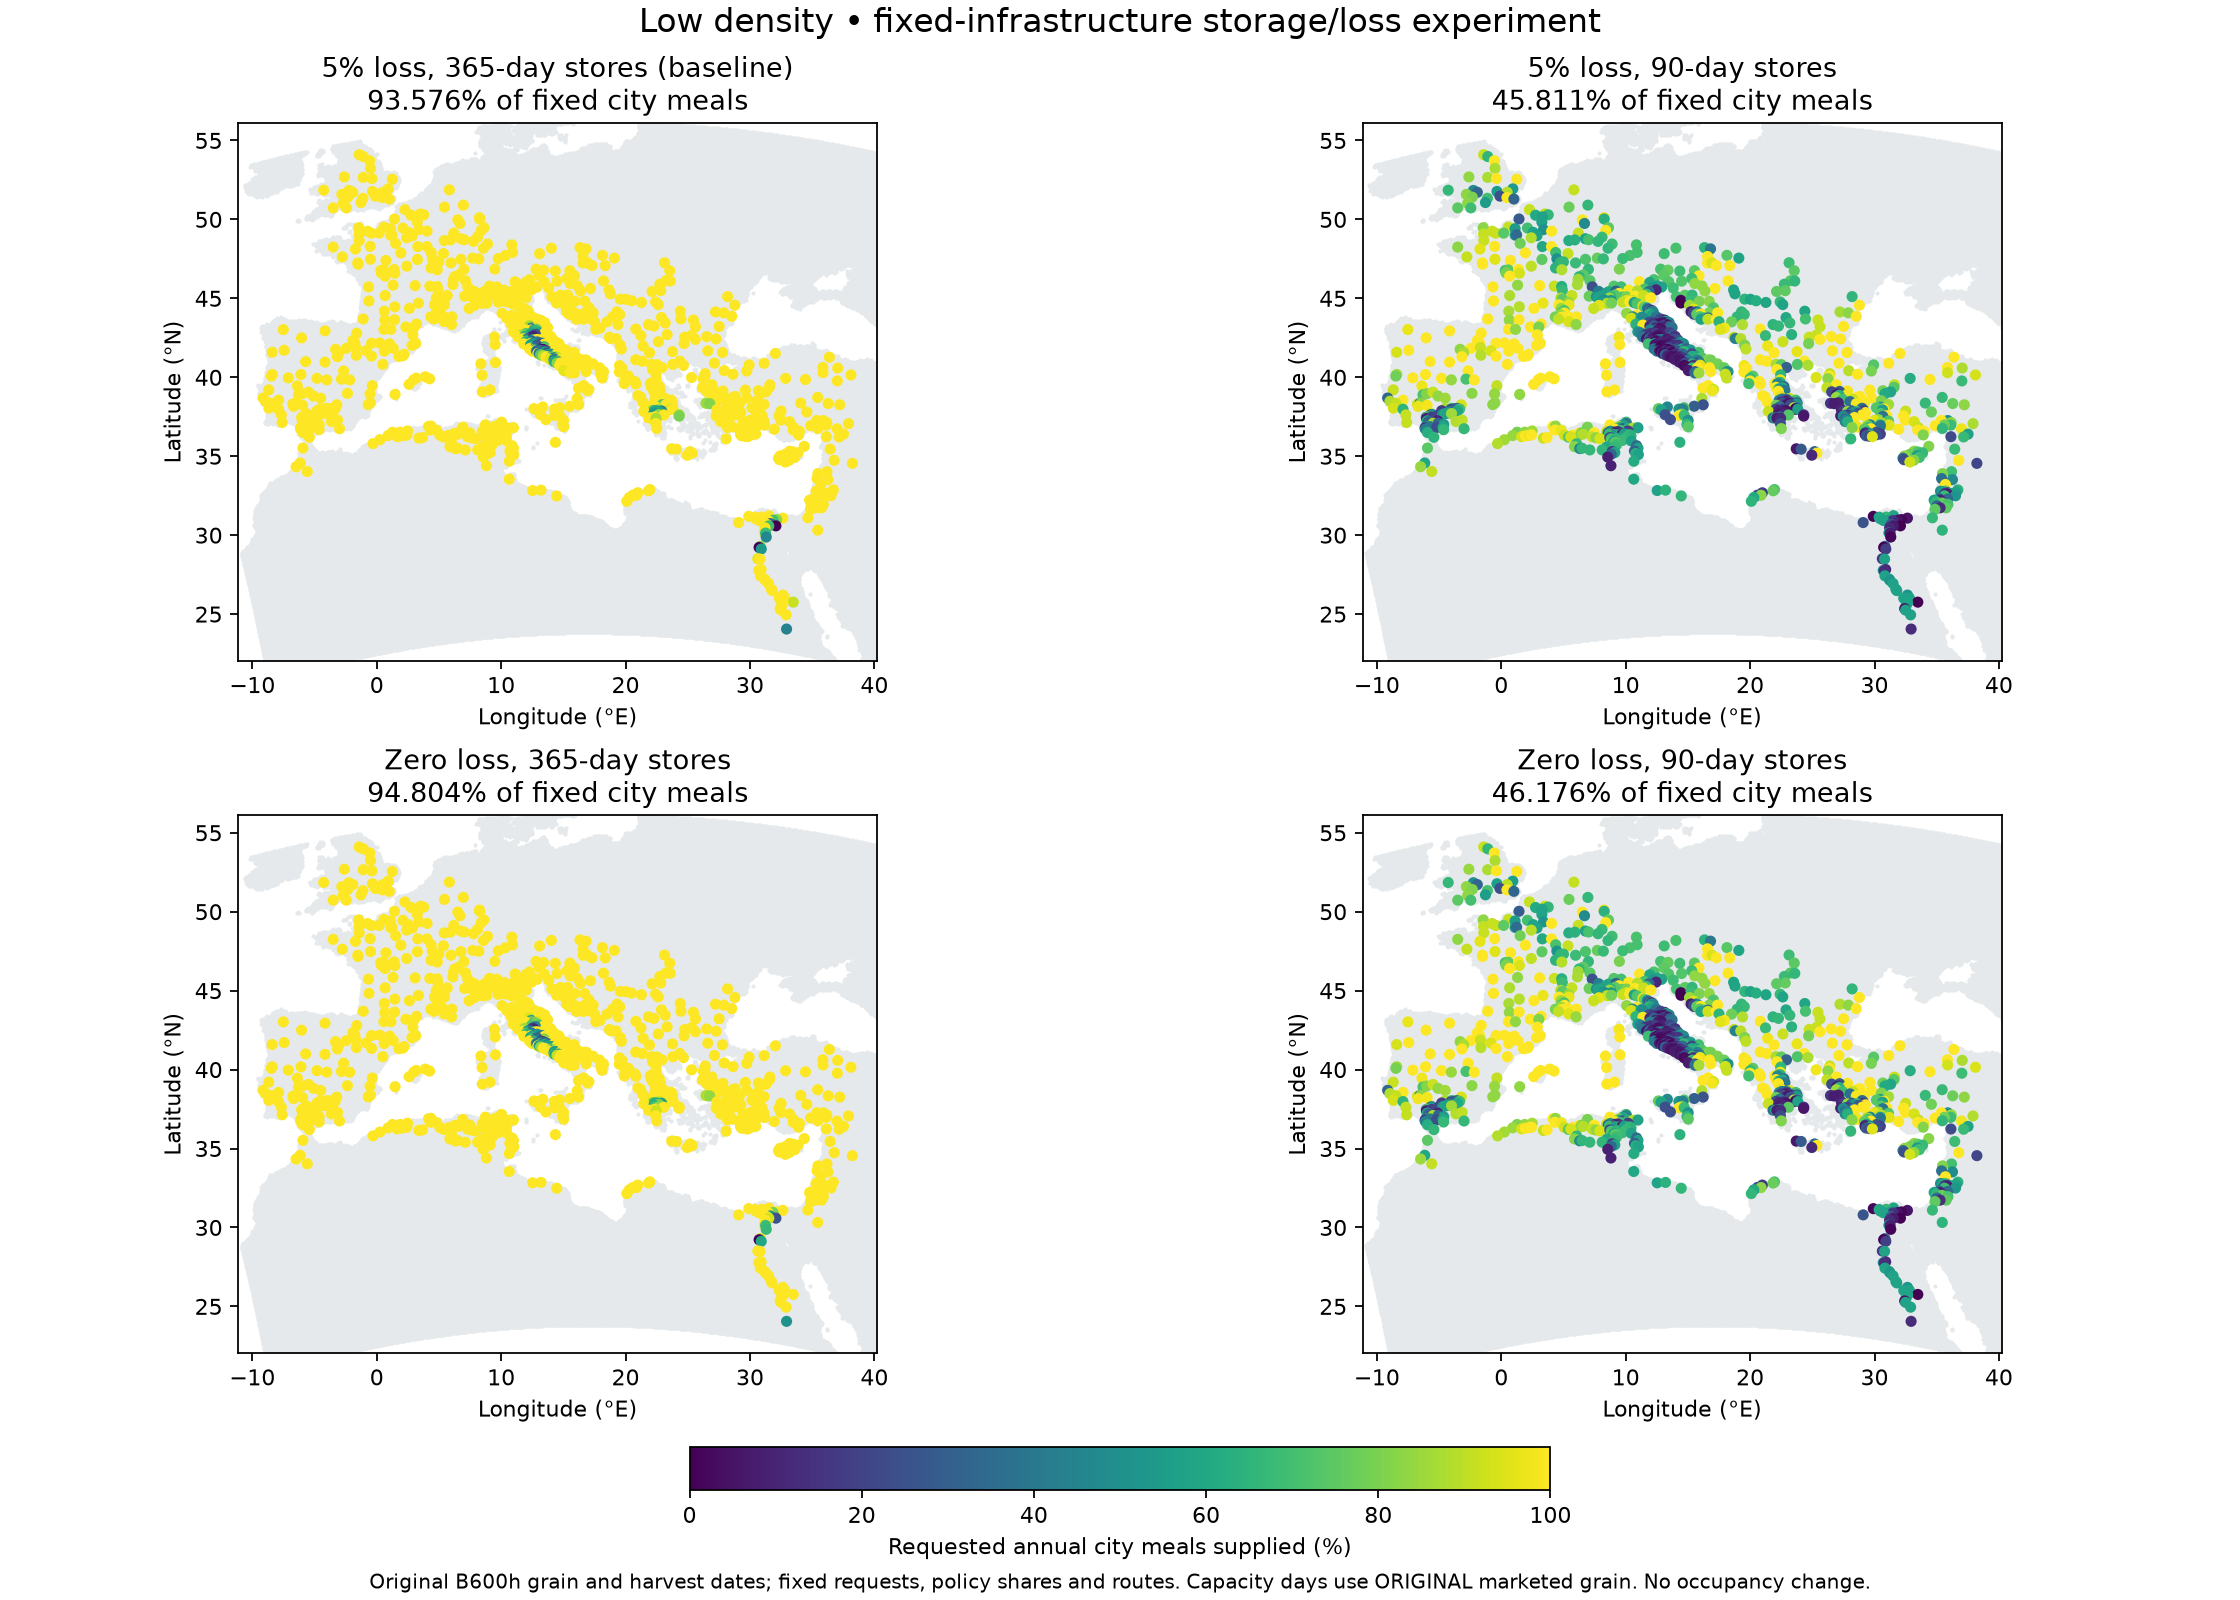 Low density • fixed-infrastructure storage/loss experiment
5% loss, 365-day stores (baseline)
93.576% of fixed city meals
55
50
45
40
35
30
25
Latitude (°N)
−10 0 10 20 30 40
Longitude (°E)
5% loss, 90-day stores
45.811% of fixed city meals
55
50
45
40
35
30
25
Latitude (°N)
−10 0 10 20 30 40
Longitude (°E)
Zero loss, 365-day stores
94.804% of fixed city meals
55
50
45
40
35
30
25
Latitude (°N)
−10 0 10 20 30 40
Longitude (°E)
Zero loss, 90-day stores
46.176% of fixed city meals
55
50
45
40
35
30
25
Latitude (°N)
−10 0 10 20 30 40
Longitude (°E)
0 20 40 60 80 100
Requested annual city meals supplied (%)
Original B600h grain and harvest dates; fixed requests, policy shares and routes. Capacity days use ORIGINAL marketed grain. No occupancy change.